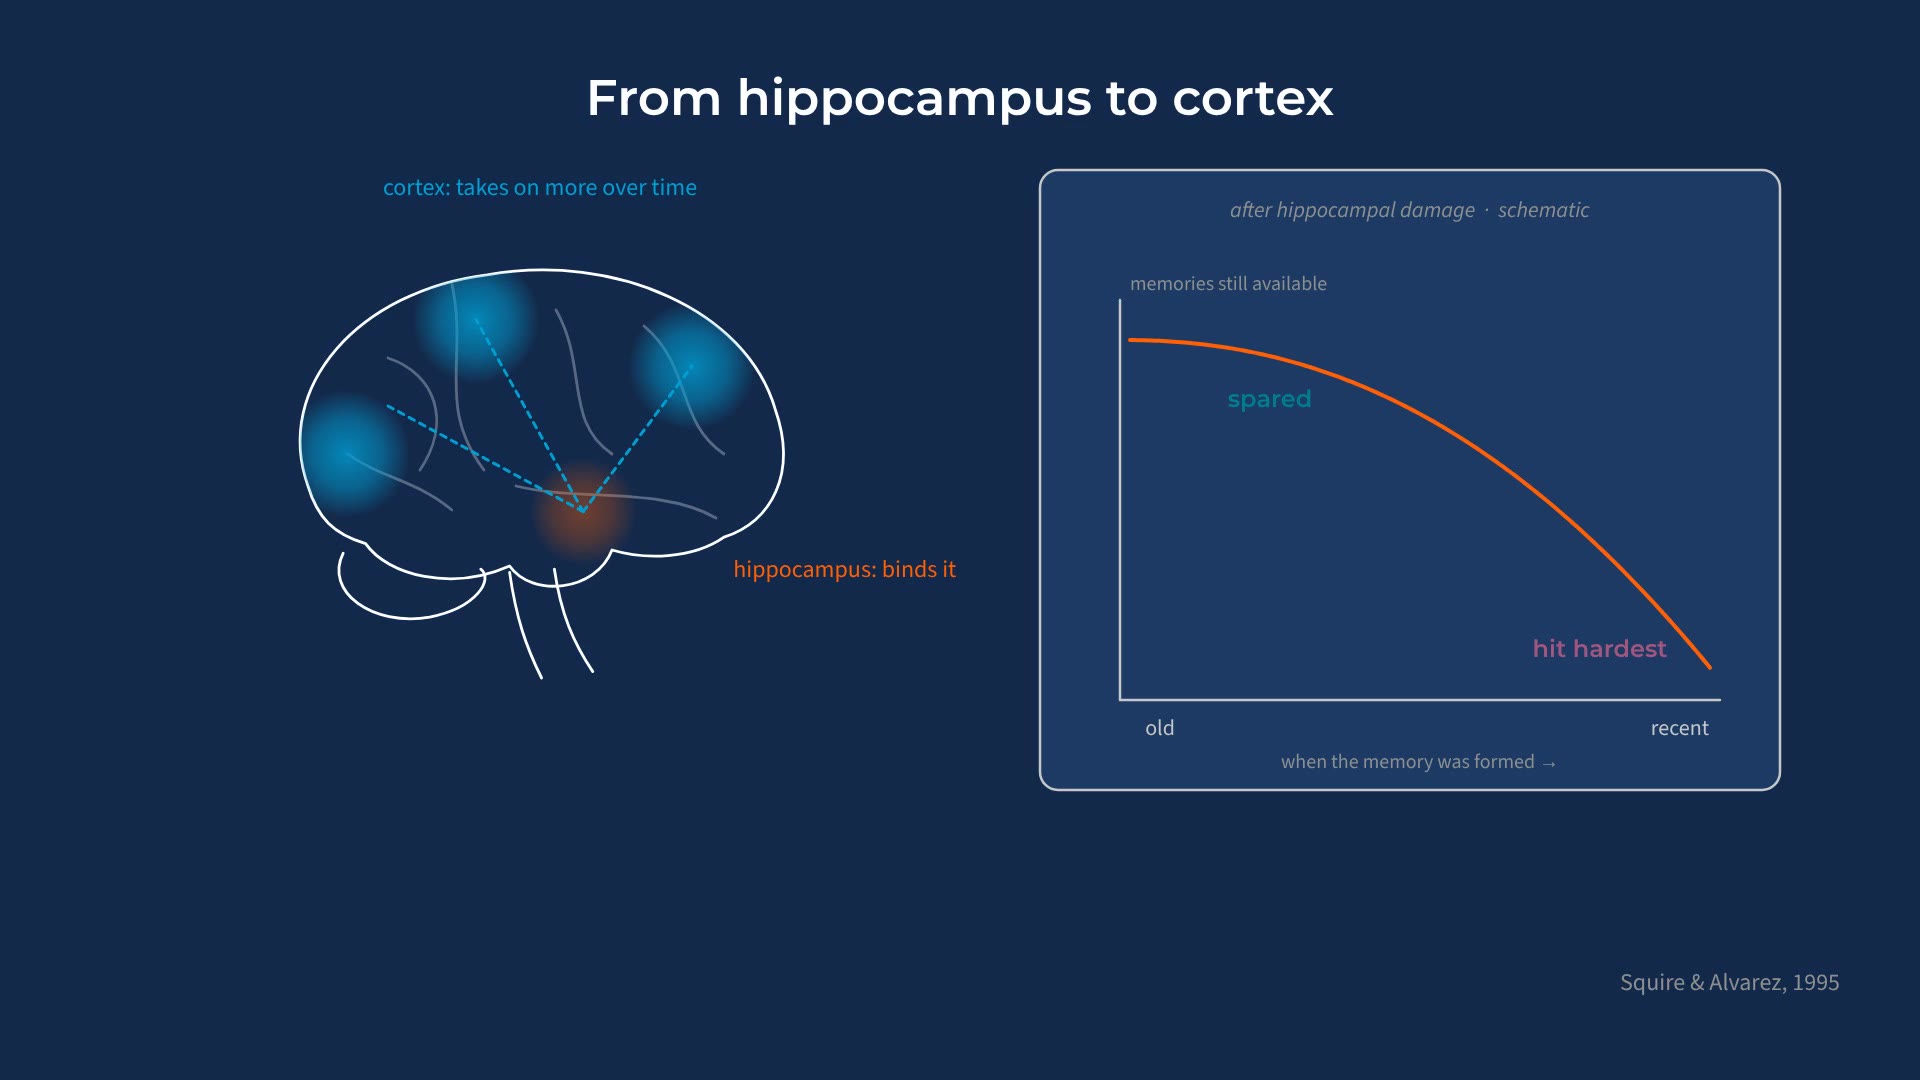 From hippocampus to cortex
cortex: takes on more over time
hippocampus: binds it
after hippocampal damage · schematic
memories still available
spared
hit hardest
old
recent
when the memory was formed →
Squire & Alvarez, 1995